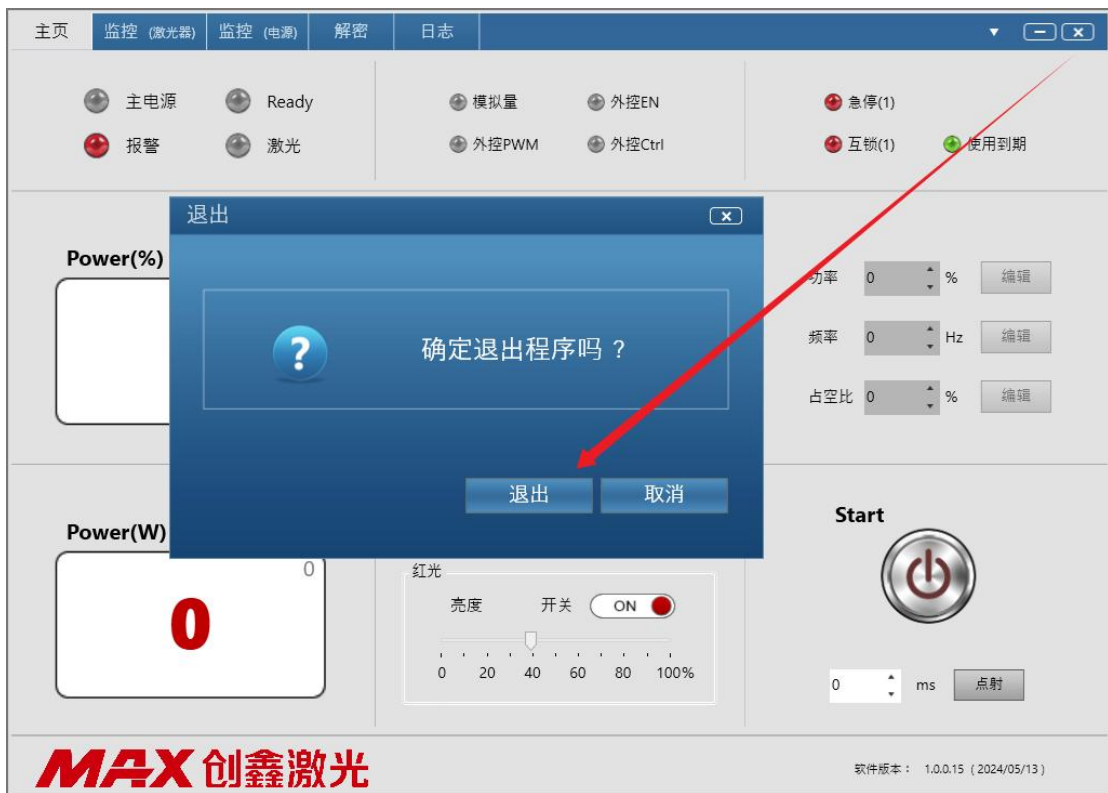 主页 监控 (激光器) 监控 (电源) 解密 日志
主电源 Ready 模拟量 外控EN 急停(1)
报警 激光 外控PWM 外控Ctrl 互锁(1) 使用到期
退出
Power(%)
功率 0 % 编辑
确定退出程序吗 ?
频率 0 Hz 编辑
占空比 0 % 编辑
退出 取消
Start
Power(W)
0
0
红光
亮度 开关 ON
0 20 40 60 80 100%
0 ms 点射
MAX 创鑫激光
软件版本: 1.0.0.15 ( 2024/05/13 )